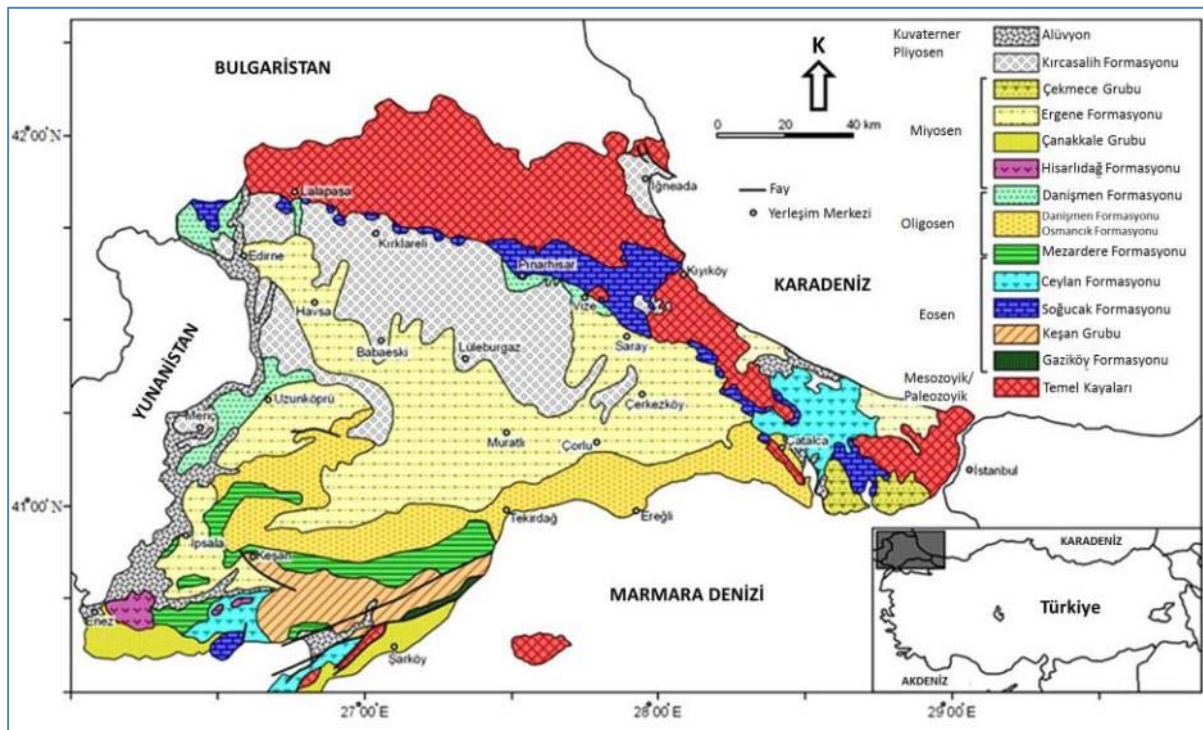 BULGARİSTAN
K
0 20 40 km
Fay
Yerleşim Merkezi
Kuvaterner
Pliyosen
Miyosen
Oligosen
Eosen
Mesozoyik/
Paleozoyik
Alüvyon
Kırcasalih Formasyonu
Çekmece Grubu
Ergene Formasyonu
Çanakkale Grubu
Hisarlıdağ Formasyonu
Danişmen Formasyonu
Danişmen Formasyonu
Osmancık Formasyonu
Mezardere Formasyonu
Ceylan Formasyonu
Soğucak Formasyonu
Keşan Grubu
Gaziköy Formasyonu
Temel Kayaları
42°00'N
41°00'N
27°00'E
28°00'E
29°00'E
Lalapaşa
İğneada
Kırklareli
Edirne
Pınarhisar
Kıyıköy
KARADENİZ
YUNANİSTAN
Havsa
Vize
Babaeski
Lüleburgaz
Saray
Uzunköprü
Çerkezköy
Meriç
Muratlı
Çorlu
Çatalca
İstanbul
Tekirdağ
Ereğli
İpsala
Keşan
Enez
Şarköy
MARMARA DENİZİ
KARADENİZ
Türkiye
AKDENİZ